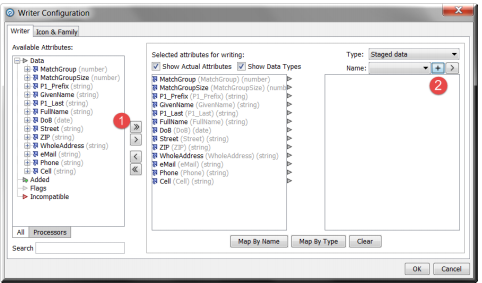 Writer Configuration
Writer Icon & Family
Available Attributes:
Data
MatchGroup (number)
MatchGroupSize (number)
P1_Prefix (string)
GivenName (string)
P1_Last (string)
FullName (string)
DoB (date)
Street (string)
ZIP (string)
WholeAddress (string)
eMail (string)
Phone (string)
Cell (string)
Added
Flags
Incompatible
All Processors
Search
1
Selected attributes for writing:
Show Actual Attributes Show Data Types
MatchGroup (MatchGroup) (number)
MatchGroupSize (MatchGroupSize) (numb
P1_Prefix (P1_Prefix) (string)
GivenName (GivenName) (string)
P1_Last (P1_Last) (string)
FullName (FullName) (string)
DoB (DoB) (date)
Street (Street) (string)
ZIP (ZIP) (string)
WholeAddress (WholeAddress) (string)
eMail (eMail) (string)
Phone (Phone) (string)
Cell (Cell) (string)
Type: Staged data
Name:
2
Map By Name Map By Type Clear
OK Cancel